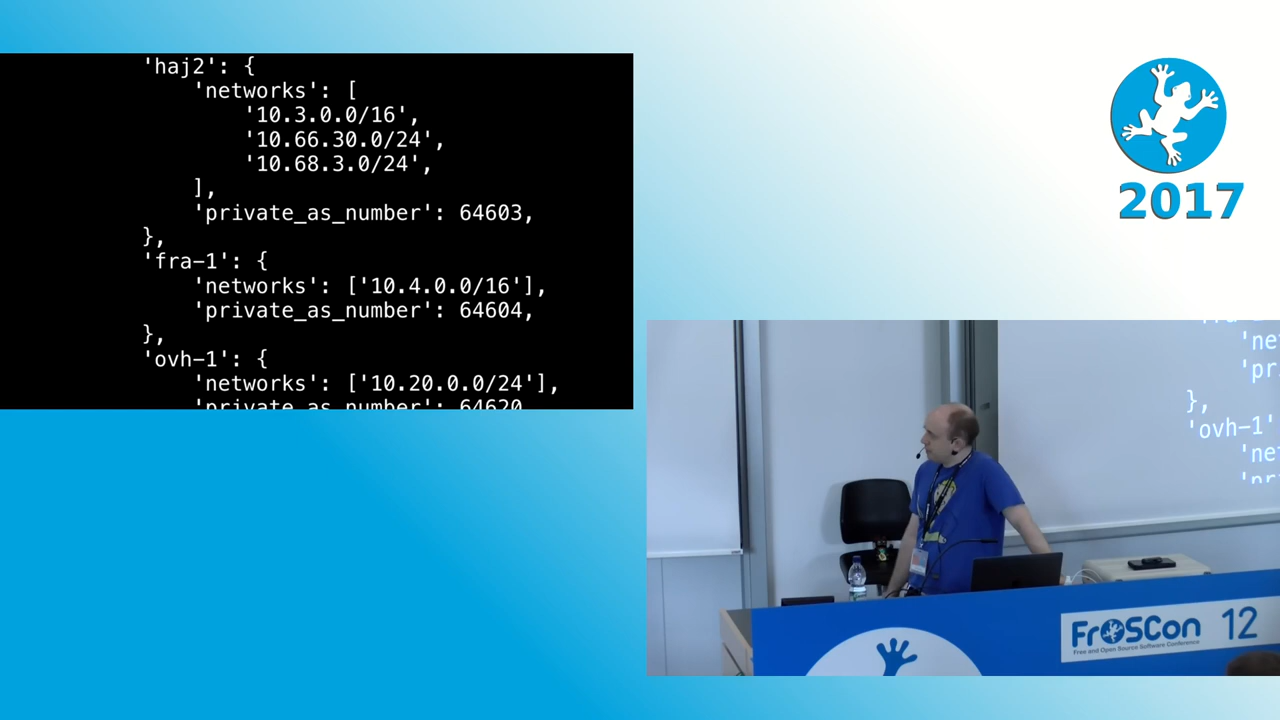 'haj2': {
'networks': [
'10.3.0.0/16',
'10.66.30.0/24',
'10.68.3.0/24',
],
'private_as_number': 64603,
},
'fra-1': {
'networks': ['10.4.0.0/16'],
'private_as_number': 64604,
},
'ovh-1': {
'networks': ['10.20.0.0/24'],
'private_as_number': 64620
2017
},
'ovh-1'
FrOSCon 12
Free and Open Source Software Conference